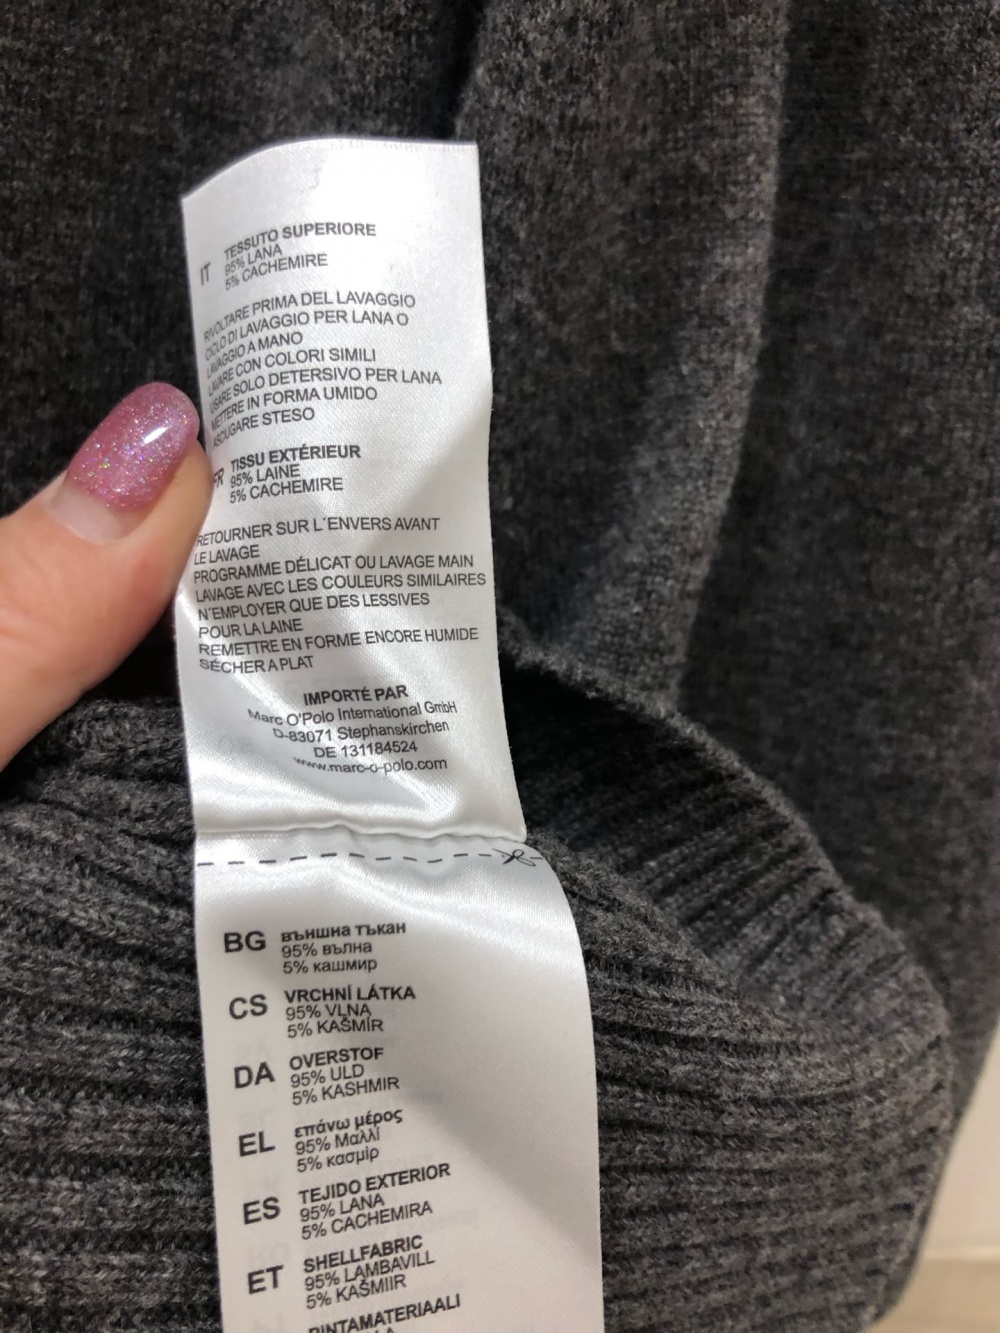 IT
TESSUTO SUPERIORE
95% LANA
5% CACHEMIRE
RIVOLTARE PRIMA DEL LAVAGGIO
CICLO DI LAVAGGIO PER LANA O
LAVAGGIO A MANO
LAVARE CON COLORI SIMILI
USARE SOLO DETERSIVO PER LANA
METTERE IN FORMA UMIDO
ASCIUGARE STESO
FR
TISSU EXTÉRIEUR
95% LAINE
5% CACHEMIRE
RETOURNER SUR L´ENVERS AVANT
LE LAVAGE
PROGRAMME DÉLICAT OU LAVAGE MAIN
LAVAGE AVEC LES COULEURS SIMILAIRES
N´EMPLOYER QUE DES LESSIVES
POUR LA LAINE
REMETTRE EN FORME ENCORE HUMIDE
SÉCHER A PLAT
IMPORTÉ PAR
Marc O'Polo International GmbH
D-83071 Stephanskirchen
DE 131184524
www.marc-o-polo.com
BG
външна тъкан
95% вълна
5% кашмир
CS
VRCHNÍ LÁTKA
95% VLNA
5% KAŠMÍR
DA
OVERSTOF
95% ULD
5% KASHMIR
EL
επάνω μέρος
95% Μαλλί
5% κασμίρ
ES
TEJIDO EXTERIOR
95% LANA
5% CACHEMIRA
ET
SHELLFABRIC
95% LAMBAVILL
5% KAŠMIIR
PINTAMATERIAALI